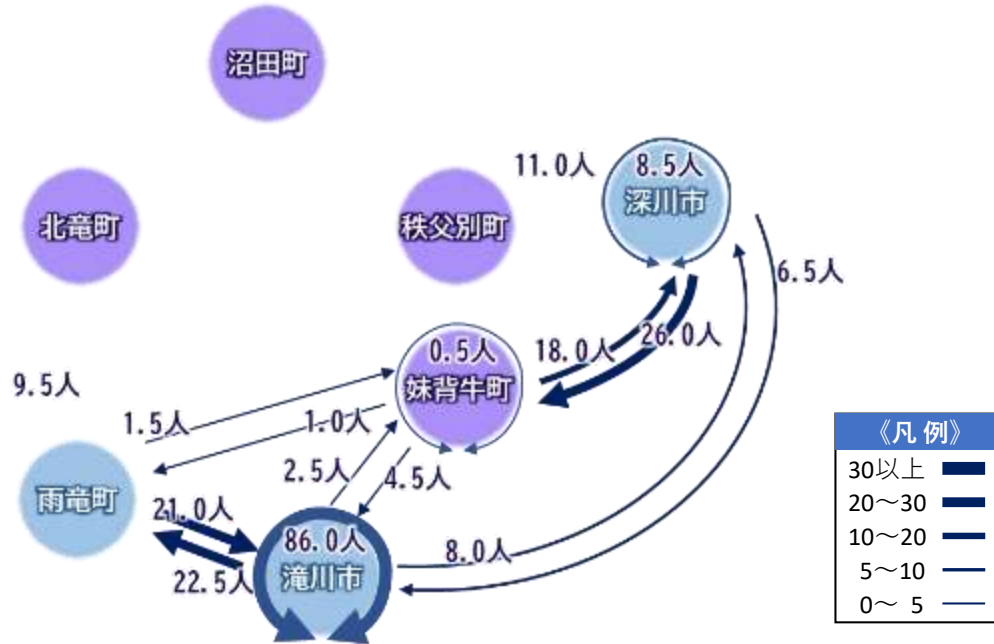 沼田町
11.0人
8.5人
深川市
北竜町
秩父別町
6.5人
0.5人
妹背牛町
18.0人
26.0人
9.5人
1.5人
1.0人
2.5人
4.5人
雨竜町
21.0人
22.5人
86.0人
滝川市
8.0人
《凡 例》
30以上
20～30
10～20
5～10
0～ 5